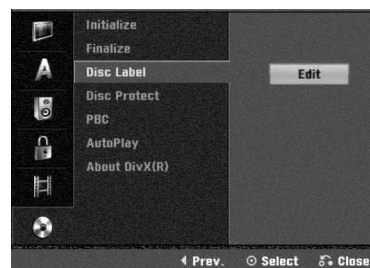 Initialize
Finalize
A
Disc Label
Edit
Disc Protect
PBC
AutoPlay
About DivX(R)
Prev. Select Close